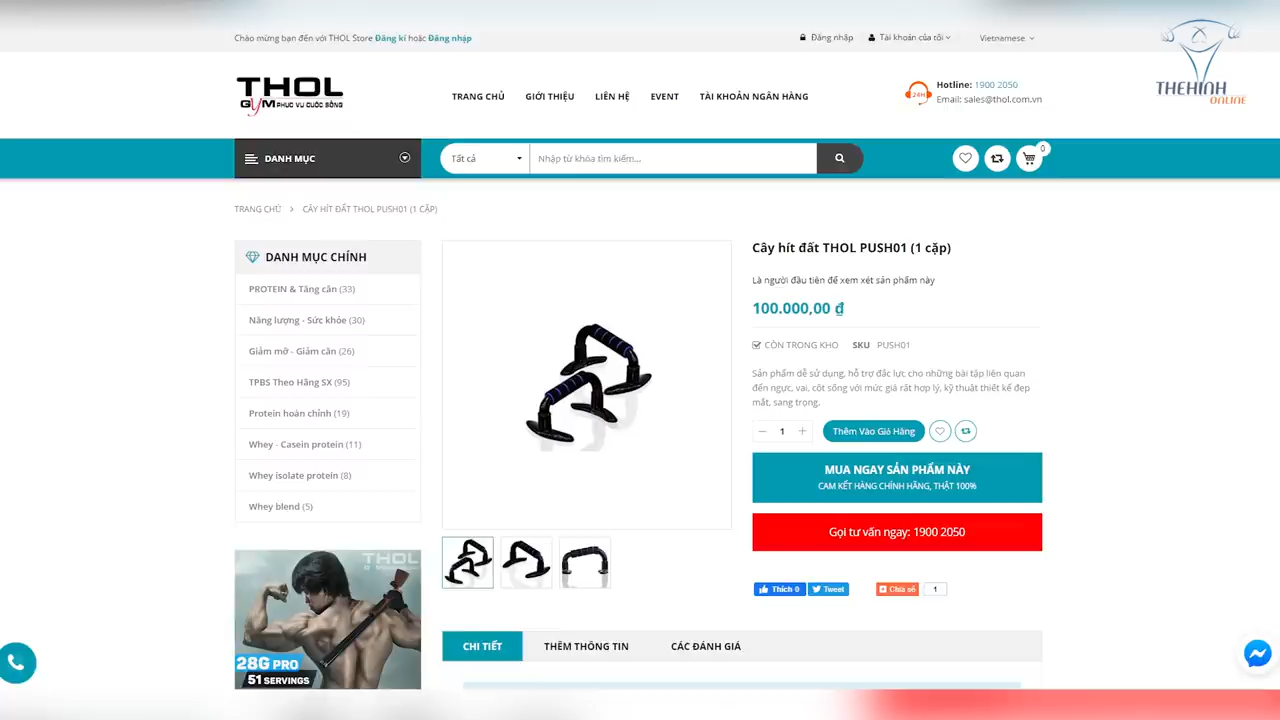 Chào mừng bạn đến với THOL Store Đăng kí hoặc Đăng nhập
Đăng nhập
Tài khoản của tôi
Vietnamese
THEHINH
ONLINE
THOL
GYM PHỤC VỤ CUỘC SỐNG
TRANG CHỦ
GIỚI THIỆU
LIÊN HỆ
EVENT
TÀI KHOẢN NGÂN HÀNG
24H
Hotline: 1900 2050
Email: sales@thol.com.vn
DANH MỤC
Tất cả
Nhập từ khóa tìm kiếm...
0
TRANG CHỦ > CÂY HÍT ĐẤT THOL PUSH01 (1 CẶP)
DANH MỤC CHÍNH
PROTEIN & Tăng cân (33)
Năng lượng - Sức khỏe (30)
Giảm mỡ - Giảm cân (26)
TPBS Theo Hãng SX (95)
Protein hoàn chỉnh (19)
Whey - Casein protein (11)
Whey isolate protein (8)
Whey blend (5)
THOL
28G PRO
51 SERVINGS
Cây hít đất THOL PUSH01 (1 cặp)
Là người đầu tiên để xem xét sản phẩm này
100.000,00 ₫
CÒN TRONG KHO SKU PUSH01
Sản phẩm dễ sử dụng, hỗ trợ đắc lực cho những bài tập liên quan
đến ngực, vai, cột sống với mức giá rất hợp lý, kỹ thuật thiết kế đẹp
mắt, sang trọng.
1
Thêm Vào Giỏ Hàng
MUA NGAY SẢN PHẨM NÀY
CAM KẾT HÀNG CHÍNH HÃNG, THẬT 100%
Gọi tư vấn ngay: 1900 2050
Thích 0
Tweet
Chia sẻ
1
CHI TIẾT
THÊM THÔNG TIN
CÁC ĐÁNH GIÁ